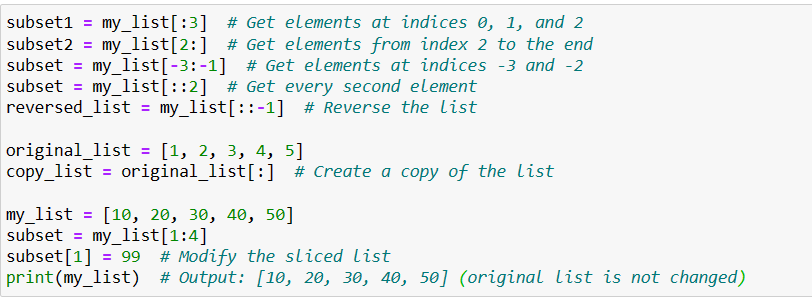 subset1 = my_list[:3]  # Get elements at indices 0, 1, and 2
subset2 = my_list[2:]  # Get elements from index 2 to the end
subset = my_list[-3:-1]  # Get elements at indices -3 and -2
subset = my_list[::2]  # Get every second element
reversed_list = my_list[::-1]  # Reverse the list

original_list = [1, 2, 3, 4, 5]
copy_list = original_list[:]  # Create a copy of the list

my_list = [10, 20, 30, 40, 50]
subset = my_list[1:4]
subset[1] = 99  # Modify the sliced list
print(my_list)  # Output: [10, 20, 30, 40, 50] (original list is not changed)